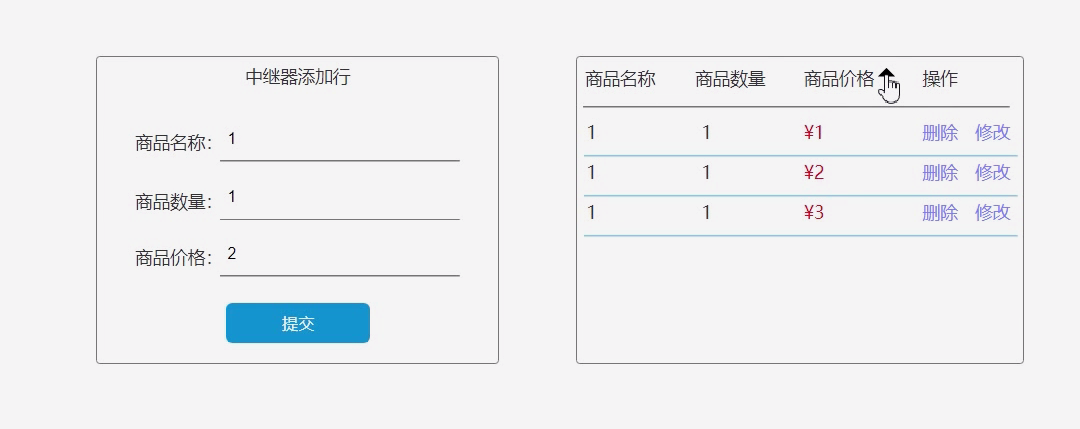 中继器添加行
商品名称： 1
商品数量： 1
商品价格： 2
提交
商品名称 商品数量 商品价格 操作
1 1 ¥1 删除 修改
1 1 ¥2 删除 修改
1 1 ¥3 删除 修改